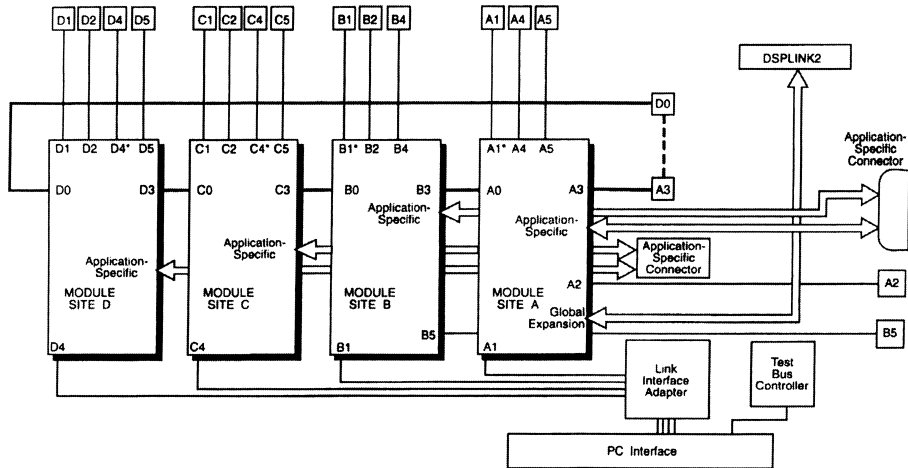 D1 D2 D4 D5 C1 C2 C4 C5 B1 B2 B4 A1 A4 A5
DSPLINK2
D0
D1 D2 D4* D5 C1 C2 C4* C5 B1* B2 B4 A1* A4 A5
Application-
Specific
Connector
D0 D3 C0 C3 B0 B3 A0 A3 A3
Application-
Specific
Application-
Specific
Application-
Specific
Application-
Specific
Application-
Specific
Connector
MODULE
SITE D
MODULE
SITE C
MODULE
SITE B
MODULE
SITE A
A2 A2
Global
Expansion
B5 B5
D4 C4 B1 A1
Link
Interface
Adapter
Test
Bus
Controller
PC Interface